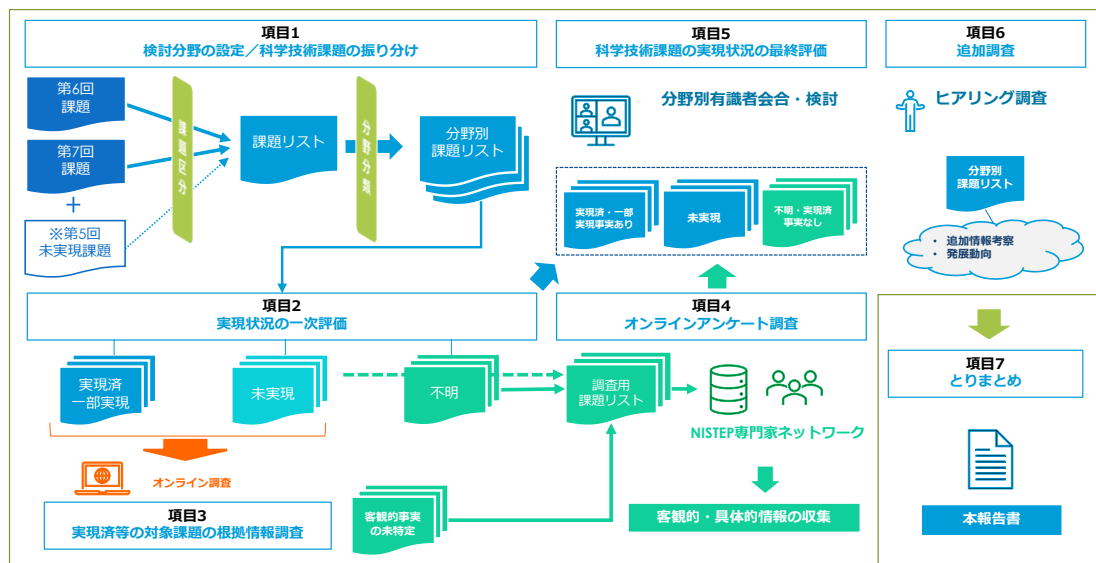 項目1
検討分野の設定／科学技術課題の振り分け
第6回
課題
第7回
課題
+
※第5回
未実現課題
課題区分
課題リスト
分野分類
分野別
課題リスト
項目2
実現状況の一次評価
実現済
一部実現
未実現
不明
オンライン調査
項目3
実現済等の対象課題の根拠情報調査
客観的事実
の未特定
項目5
科学技術課題の実現状況の最終評価
分野別有識者会合・検討
実現済・一部
実現事実あり
未実現
不明・実現済
事実なし
項目4
オンラインアンケート調査
調査用
課題リスト
NISTEP専門家ネットワーク
客観的・具体的情報の収集
項目6
追加調査
ヒアリング調査
分野別
課題リスト
• 追加情報考察
• 発展動向
項目7
とりまとめ
本報告書